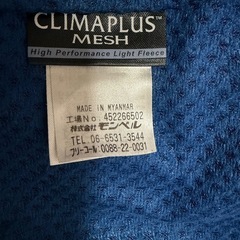 CLIMAPLUS™
MESH
High Performance Light Fleece
MADE IN MYANMAR
工場No. 452266502
株式会社モンベル
TEL 06-6531-3544
フリーコール:0088-22-0031